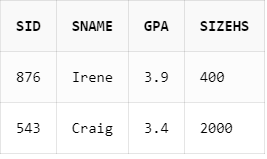 SID SNAME GPA SIZEHS
876 Irene 3.9 400
543 Craig 3.4 2000